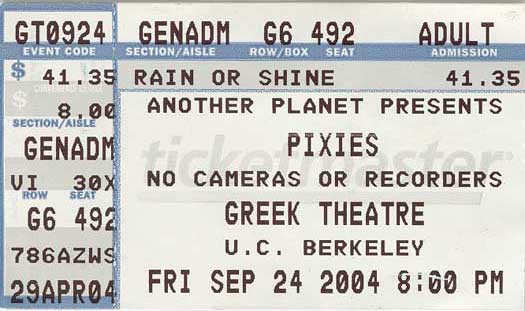 GT0924 GENADM G6 492 ADULT
EVENT CODE SECTION/AISLE ROW/BOX SEAT ADMISSION
$ 41.35 RAIN OR SHINE 41.35
$ 8.00 ANOTHER PLANET PRESENTS
SECTION/AISLE PIXIES
GENADM ticketmaster®
VI 30X NO CAMERAS OR RECORDERS
ROW SEAT
G6 492 GREEK THEATRE
786AZWS U.C. BERKELEY
29APR04 FRI SEP 24 2004 8:00 PM